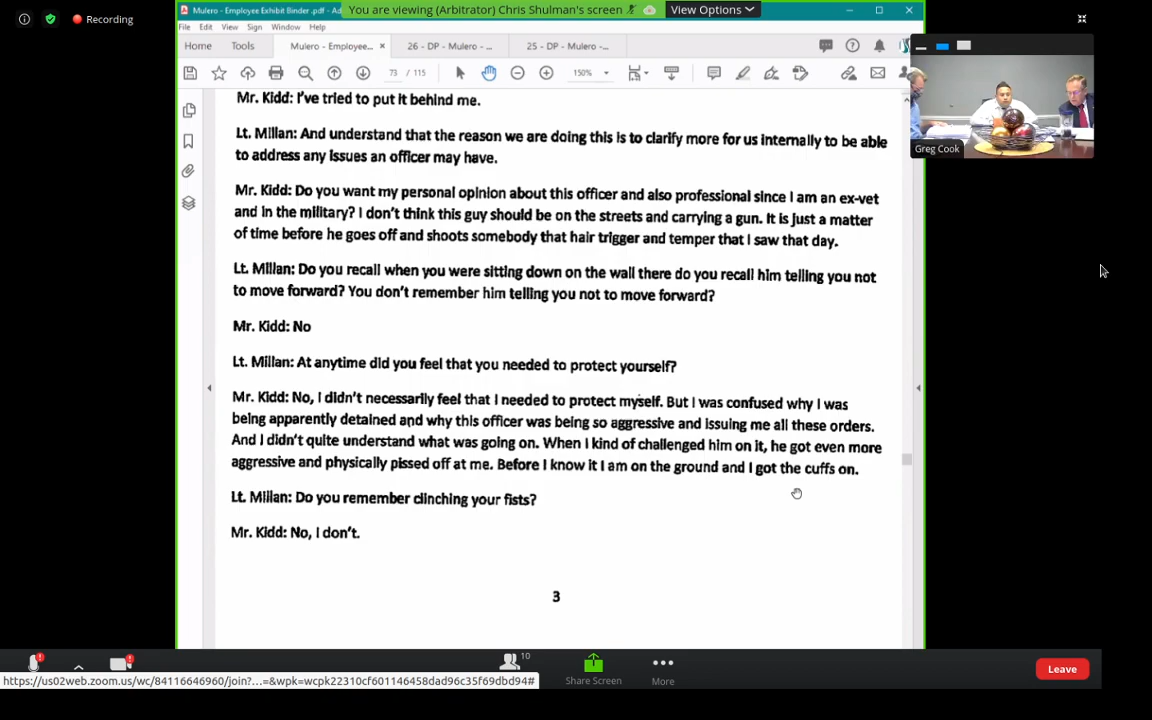 You are viewing (Arbitrator) Chris Shulman's screen
View Options
Recording
Mulero - Employee Exhibit Binder.pdf - Ad
File Edit View Sign Window Help
Home Tools Mulero - Employee... × 26 - DP - Mulero - ... 25 - DP - Mulero -...
73 / 115 150%
Mr. Kidd: I've tried to put it behind me.
Lt. Millan: And understand that the reason we are doing this is to clarify more for us internally to be able
to address any issues an officer may have.
Mr. Kidd: Do you want my personal opinion about this officer and also professional since I am an ex-vet
and in the military? I don't think this guy should be on the streets and carrying a gun. It is just a matter
of time before he goes off and shoots somebody that hair trigger and temper that I saw that day.
Lt. Millan: Do you recall when you were sitting down on the wall there do you recall him telling you not
to move forward? You don't remember him telling you not to move forward?
Mr. Kidd: No
Lt. Millan: At anytime did you feel that you needed to protect yourself?
Mr. Kidd: No, I didn't necessarily feel that I needed to protect myself. But I was confused why I was
being apparently detained and why this officer was being so aggressive and issuing me all these orders.
And I didn't quite understand what was going on. When I kind of challenged him on it, he got even more
aggressive and physically pissed off at me. Before I know it I am on the ground and I got the cuffs on.
Lt. Millan: Do you remember clinching your fists?
Mr. Kidd: No, I don't.
3
Greg Cook
10
Share Screen
More
Leave
https://us02web.zoom.us/wc/84116646960/join?...=&wpk=wcpk22310cf601146458dad96c35f69dbd94#